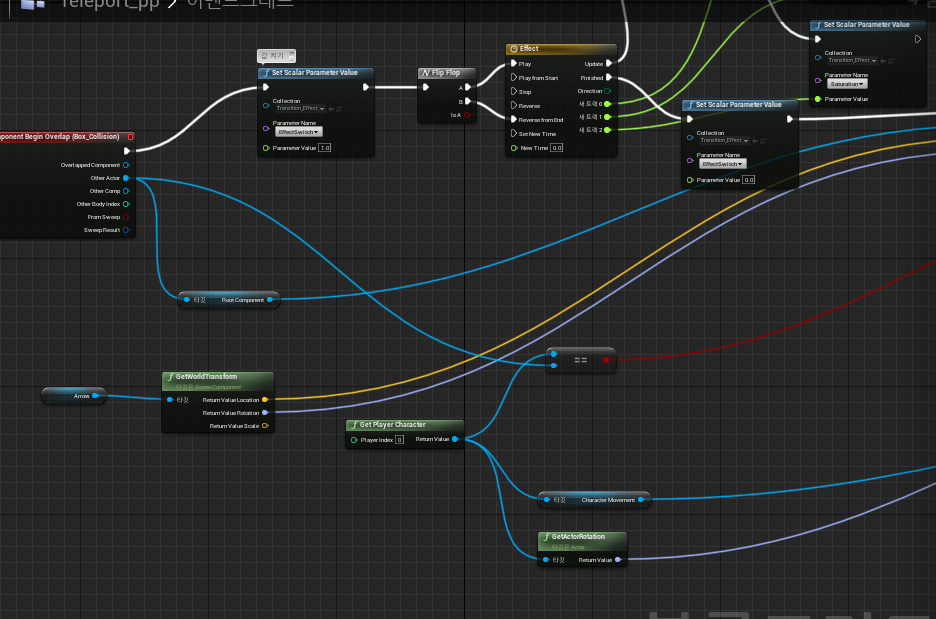 Teleport_pp > 이벤트그래프
Set Scalar Parameter Value
Collection
Transition_Effect
Parameter Name
Saturation
Parameter Value
값 켜기
Set Scalar Parameter Value
Collection
Transition_Effect
Parameter Name
EffectSwitch
Parameter Value 1.0
Flip Flop
A
B
Is A
Effect
Play
Update
Play from Start
Finished
Stop
Direction
Reverse
새 트랙 0
Reverse from End
새 트랙 1
Set New Time
새 트랙 2
New Time 0.0
Set Scalar Parameter Value
Collection
Transition_Effect
Parameter Name
EffectSwitch
Parameter Value 0.0
ponent Begin Overlap (Box_Collision)
Overlapped Component
Other Actor
Other Comp
Other Body Index
From Sweep
Sweep Result
타깃 Root Component
==
Arrow
GetWorldTransform
타깃은 Scene Component
타깃 Return Value Location
Return Value Rotation
Return Value Scale
Get Player Character
Player Index 0 Return Value
타깃 Character Movement
GetActorRotation
타깃은 Actor
타깃 Return Value